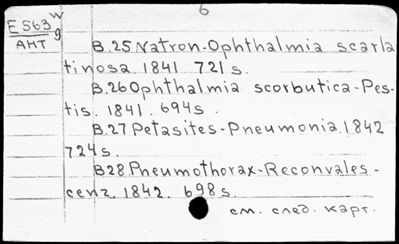 6
E 563 w
AHT g
B.25 Natron-Ophthalmia scarla
tinosa. 1841 721 s.
B.26 Ophthalmia scorbutica-Pes-
tis. 1841. 694 s.
B.27 Petasites-Pneumonia. 1842
724 s.
B28. Pneumothorax-Reconvales-
cenz. 1842. 698 s.
см. след. карт.